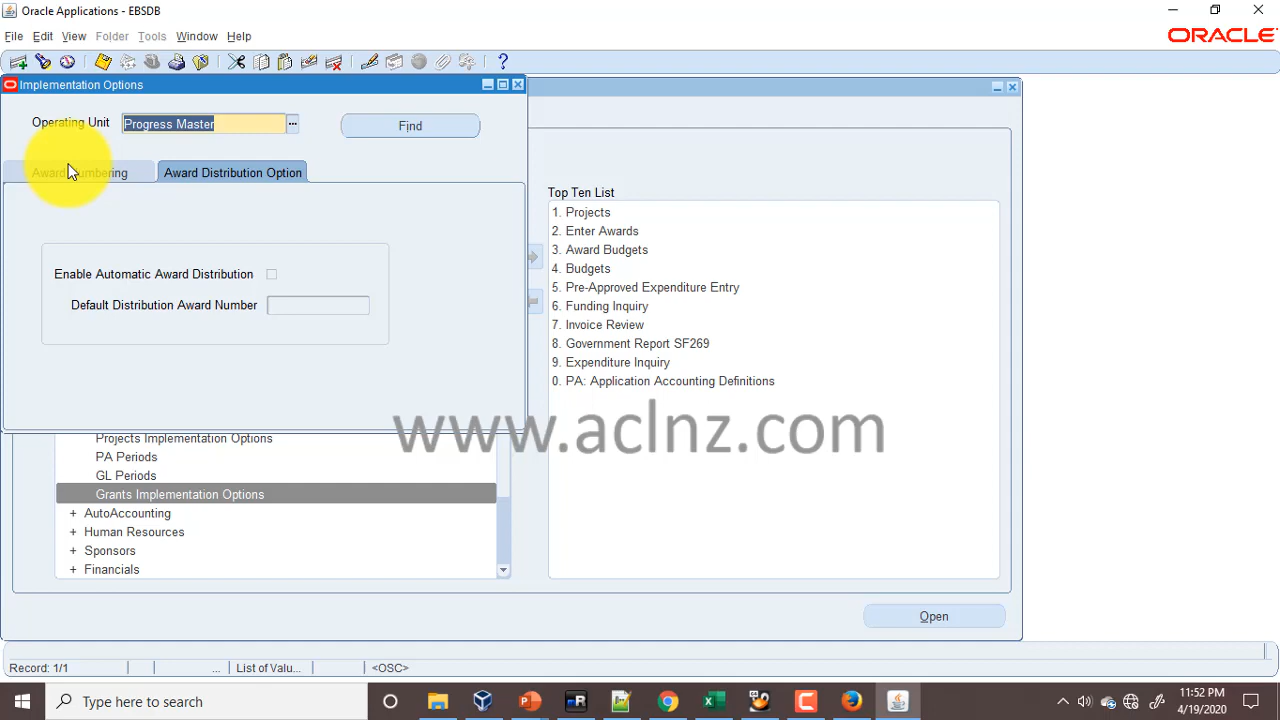 Oracle Applications - EBSDB
File Edit View Folder Tools Window Help
ORACLE
Implementation Options
Operating Unit Progress Master Find
Award Numbering Award Distribution Option
Enable Automatic Award Distribution
Default Distribution Award Number
Top Ten List
1. Projects
2. Enter Awards
3. Award Budgets
4. Budgets
5. Pre-Approved Expenditure Entry
6. Funding Inquiry
7. Invoice Review
8. Government Report SF269
9. Expenditure Inquiry
0. PA: Application Accounting Definitions
www.aclnz.com
Projects Implementation Options
PA Periods
GL Periods
Grants Implementation Options
+ AutoAccounting
+ Human Resources
+ Sponsors
+ Financials
Open
Record: 1/1 ... List of Valu... <OSC>
Type here to search
11:52 PM
4/19/2020